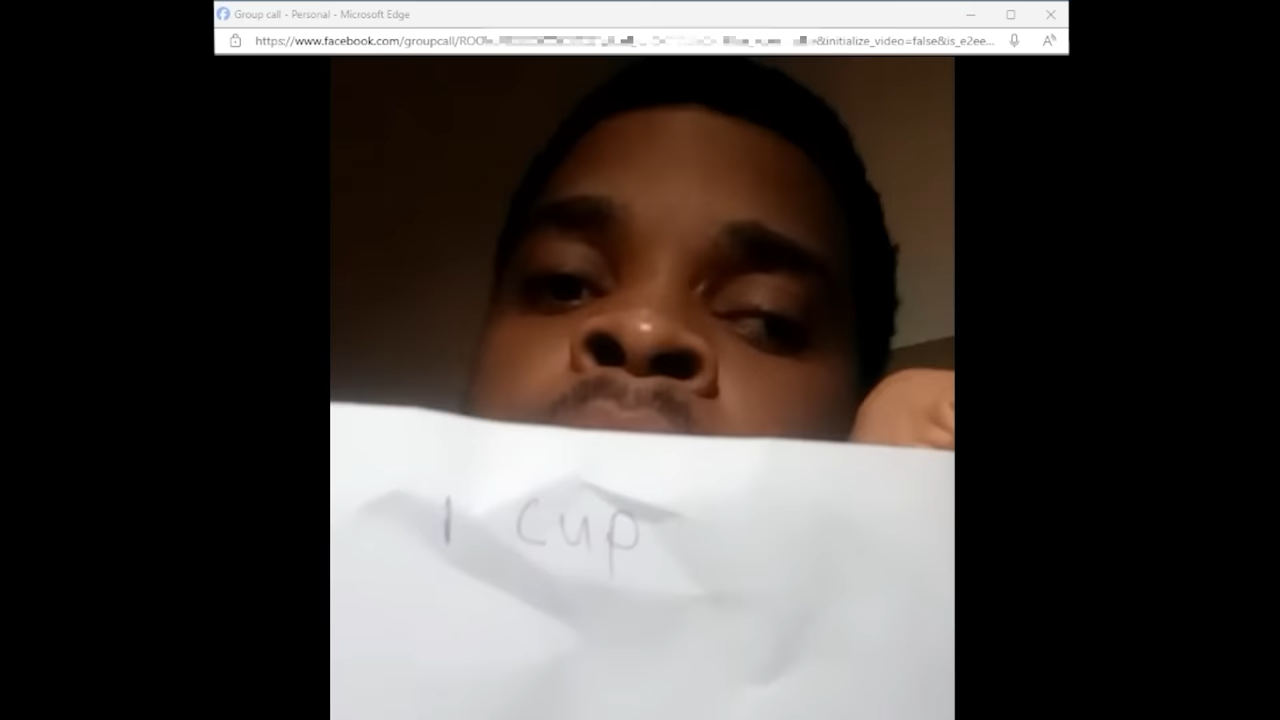 Group call - Personal - Microsoft Edge
https://www.facebook.com/groupcall/ROO
&initialize_video=false&is_e2ee...
1 cup